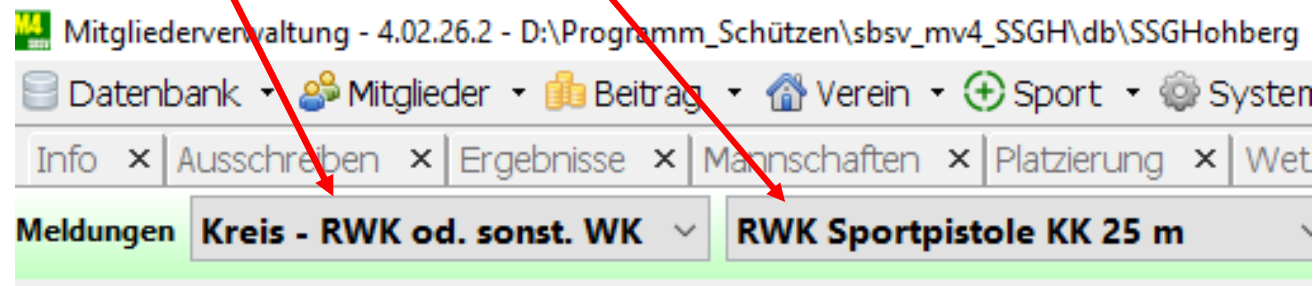 M4 Mitgliederverwaltung - 4.02.26.2 - D:\Programm_Schützen\sbsv_mv4_SSGH\db\SSGHohberg
Datenbank Mitglieder Beitrag Verein Sport System
Info Ausschreiben Ergebnisse Mannschaften Platzierung Wet
Meldungen Kreis - RWK od. sonst. WK RWK Sportpistole KK 25 m